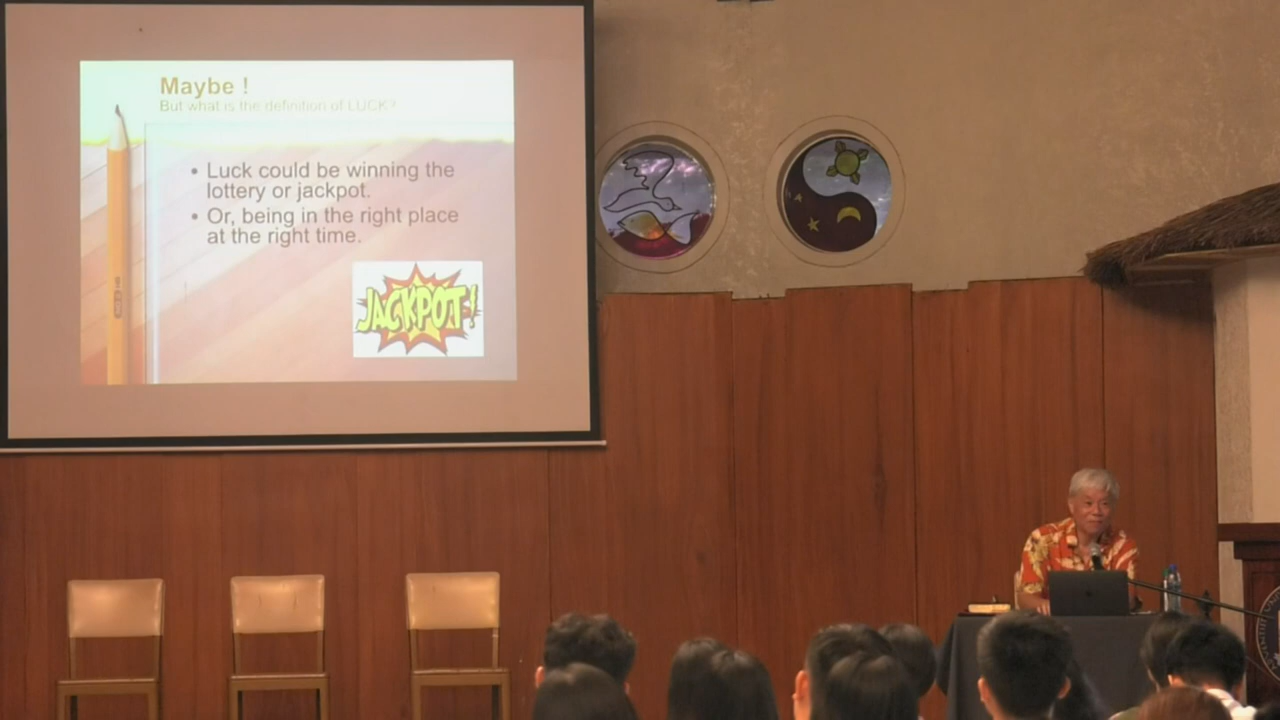 Maybe !
But what is the definition of LUCK?
• Luck could be winning the
lottery or jackpot.
• Or, being in the right place
at the right time.
JACKPOT!